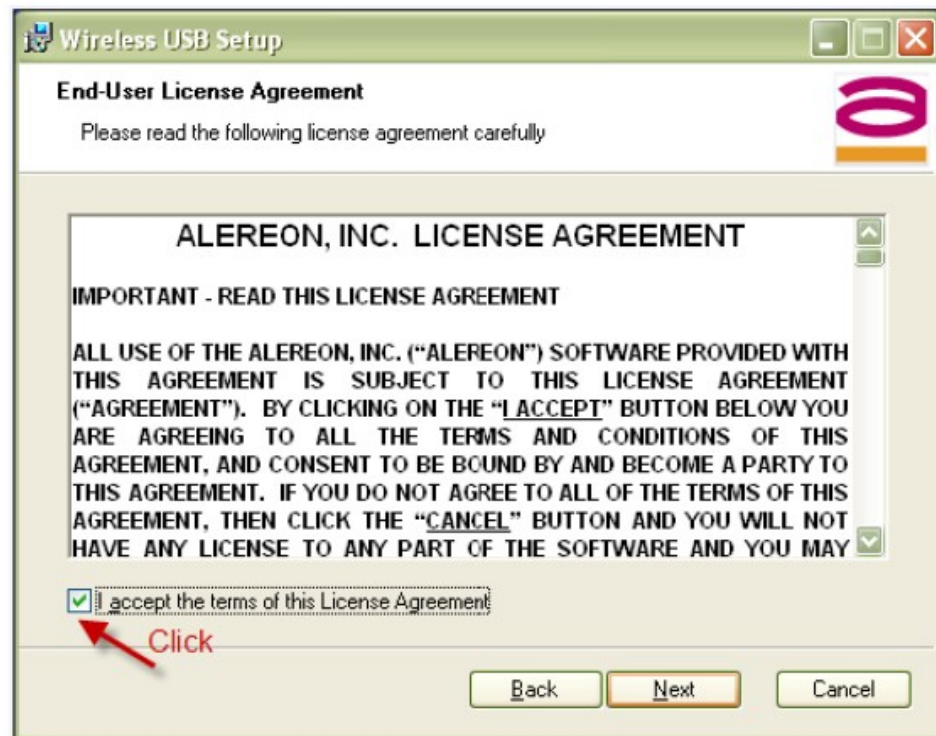 Wireless USB Setup
End-User License Agreement
Please read the following license agreement carefully
ALEREON, INC. LICENSE AGREEMENT
IMPORTANT - READ THIS LICENSE AGREEMENT
ALL USE OF THE ALEREON, INC. (“ALEREON”) SOFTWARE PROVIDED WITH
THIS AGREEMENT IS SUBJECT TO THIS LICENSE AGREEMENT
(“AGREEMENT”). BY CLICKING ON THE “I ACCEPT” BUTTON BELOW YOU
ARE AGREEING TO ALL THE TERMS AND CONDITIONS OF THIS
AGREEMENT, AND CONSENT TO BE BOUND BY AND BECOME A PARTY TO
THIS AGREEMENT. IF YOU DO NOT AGREE TO ALL OF THE TERMS OF THIS
AGREEMENT, THEN CLICK THE “CANCEL” BUTTON AND YOU WILL NOT
HAVE ANY LICENSE TO ANY PART OF THE SOFTWARE AND YOU MAY
I accept the terms of this License Agreement
Click
Back Next Cancel